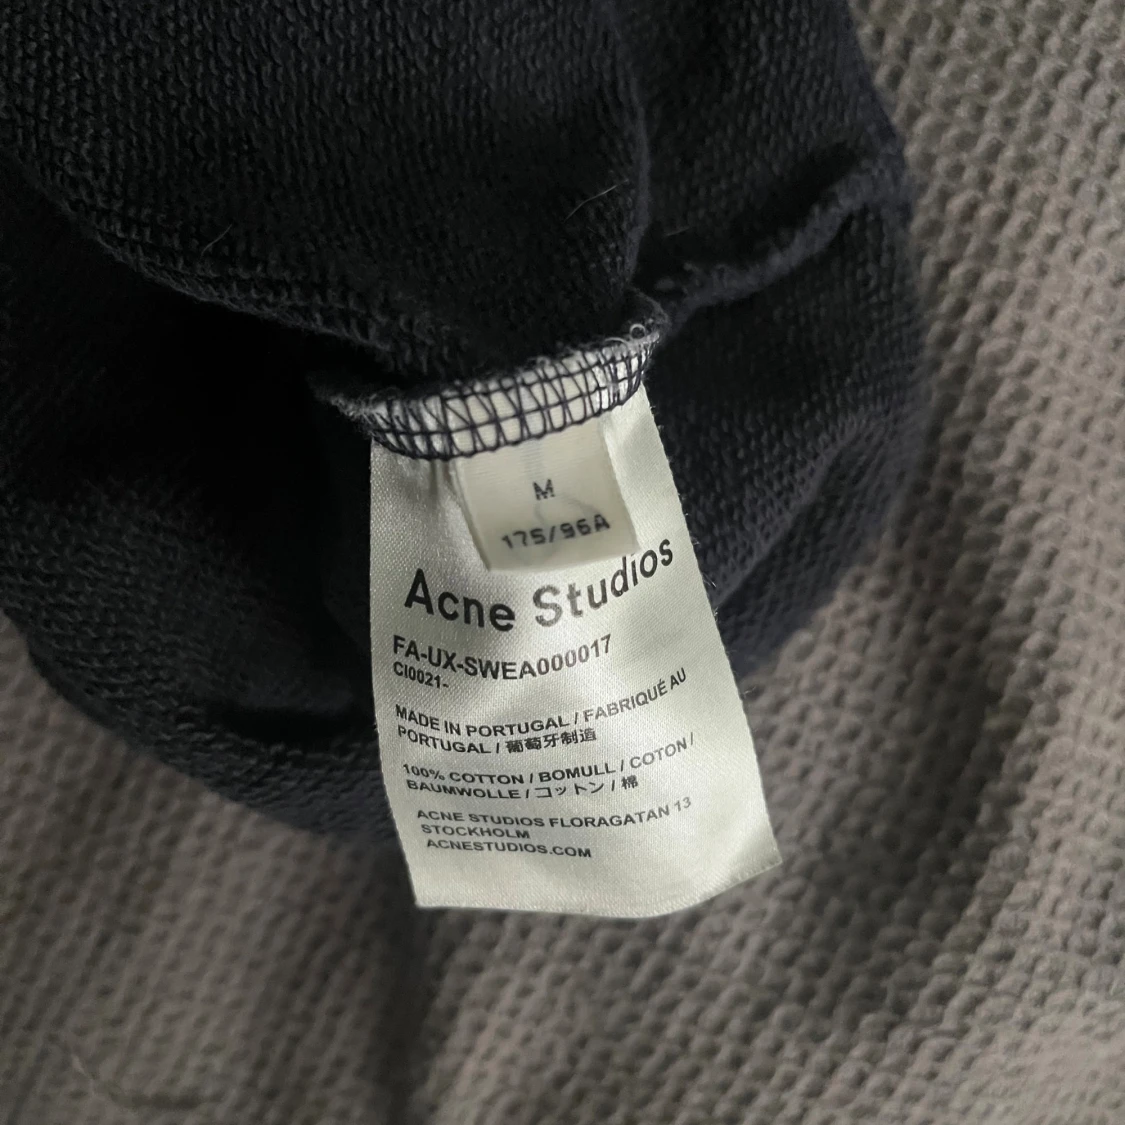 M
175/96A
Acne Studios
FA-UX-SWEA000017
CI0021-
MADE IN PORTUGAL / FABRIQUÉ AU
PORTUGAL / 葡萄牙制造
100% COTTON / BOMULL / COTON /
BAUMWOLLE / コットン / 棉
ACNE STUDIOS FLORAGATAN 13
STOCKHOLM
ACNESTUDIOS.COM